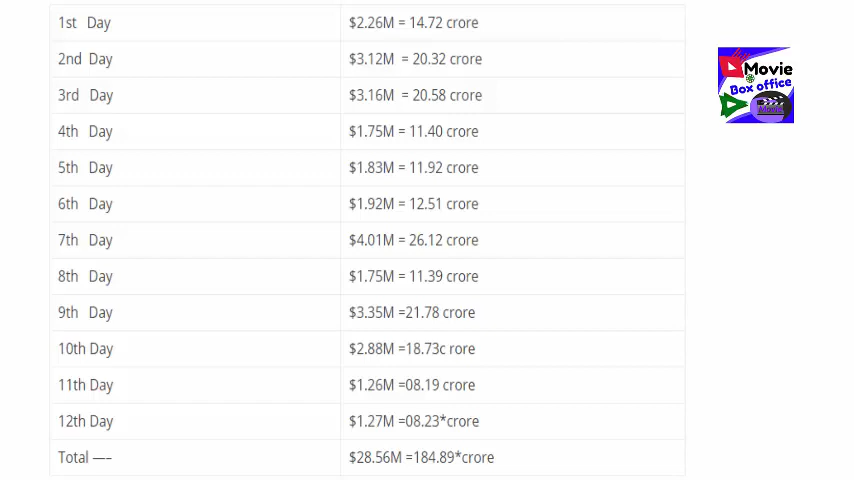 1st Day $2.26M = 14.72 crore
2nd Day $3.12M = 20.32 crore
3rd Day $3.16M = 20.58 crore
4th Day $1.75M = 11.40 crore
5th Day $1.83M = 11.92 crore
6th Day $1.92M = 12.51 crore
7th Day $4.01M = 26.12 crore
8th Day $1.75M = 11.39 crore
9th Day $3.35M =21.78 crore
10th Day $2.88M =18.73c rore
11th Day $1.26M =08.19 crore
12th Day $1.27M =08.23*crore
Total —– $28.56M =184.89*crore
Movie
Box office
Movie